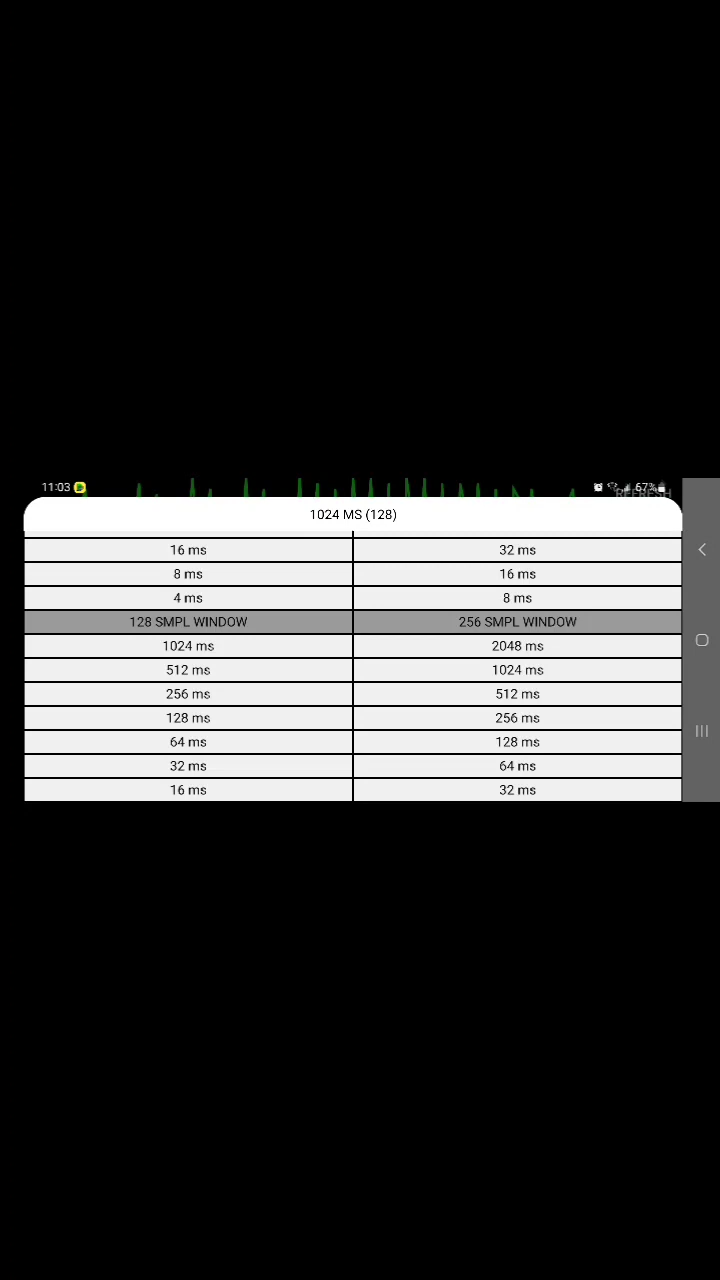 11:03 67%
REFRESH
1024 MS (128)
16 ms 32 ms
8 ms 16 ms
4 ms 8 ms
128 SMPL WINDOW 256 SMPL WINDOW
1024 ms 2048 ms
512 ms 1024 ms
256 ms 512 ms
128 ms 256 ms
64 ms 128 ms
32 ms 64 ms
16 ms 32 ms